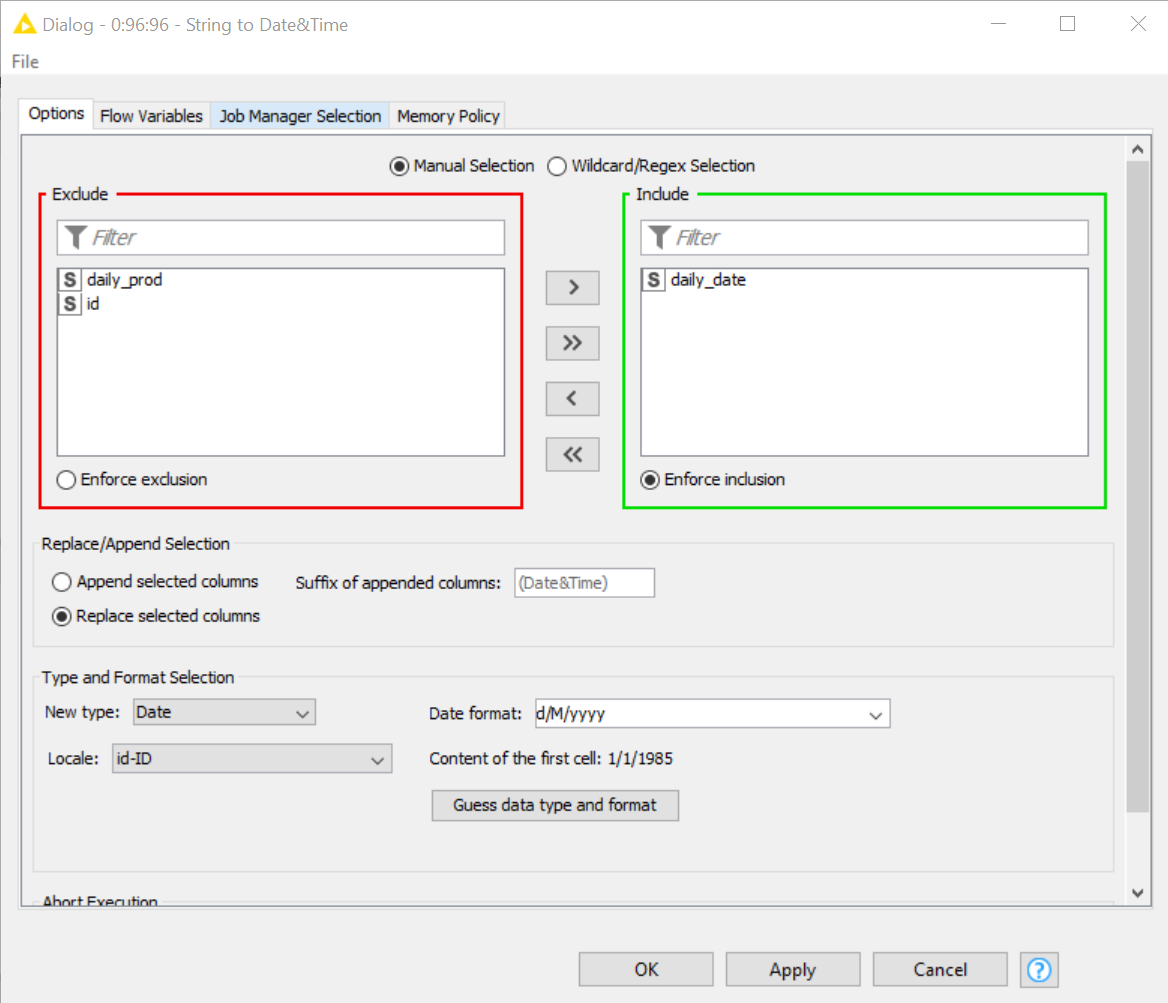 Dialog - 0:96:96 - String to Date&Time
File
Options Flow Variables Job Manager Selection Memory Policy
Manual Selection Wildcard/Regex Selection
Exclude Include
Filter Filter
S daily_prod S daily_date
S id
>
>>
<
<<
Enforce exclusion Enforce inclusion
Replace/Append Selection
Append selected columns Suffix of appended columns: (Date&Time)
Replace selected columns
Type and Format Selection
New type: Date Date format: d/M/yyyy
Locale: id-ID Content of the first cell: 1/1/1985
Guess data type and format
Abort Execution
OK Apply Cancel ?